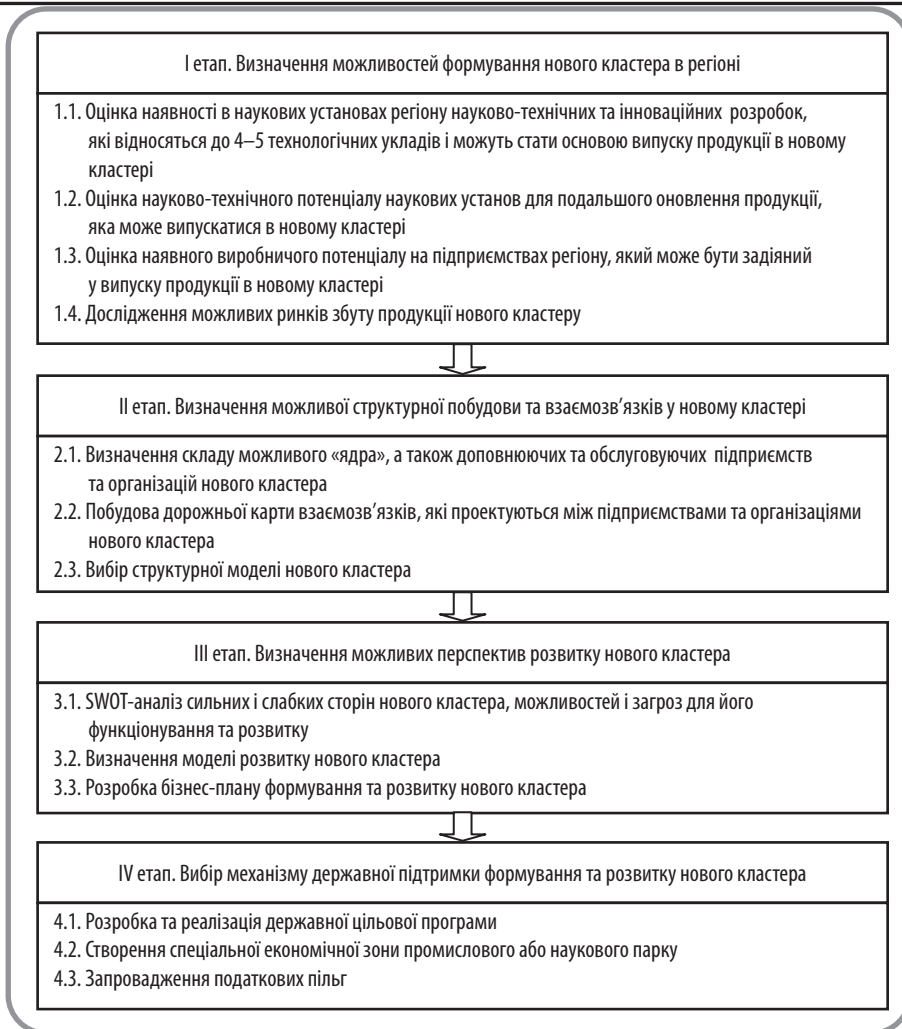 І етап. Визначення можливостей формування нового кластера в регіоні
1.1. Оцінка наявності в наукових установах регіону науково-технічних та інноваційних розробок,
які відносяться до 4–5 технологічних укладів і можуть стати основою випуску продукції в новому
кластері
1.2. Оцінка науково-технічного потенціалу наукових установ для подальшого оновлення продукції,
яка може випускатися в новому кластері
1.3. Оцінка наявного виробничого потенціалу на підприємствах регіону, який може бути задіяний
у випуску продукції в новому кластері
1.4. Дослідження можливих ринків збуту продукції нового кластеру
ІІ етап. Визначення можливої структурної побудови та взаємозв'язків у новому кластері
2.1. Визначення складу можливого «ядра», а також доповнюючих та обслуговуючих підприємств
та організацій нового кластера
2.2. Побудова дорожньої карти взаємозв'язків, які проектуються між підприємствами та організаціями
нового кластера
2.3. Вибір структурної моделі нового кластера
ІІІ етап. Визначення можливих перспектив розвитку нового кластера
3.1. SWOT-аналіз сильних і слабких сторін нового кластера, можливостей і загроз для його
функціонування та розвитку
3.2. Визначення моделі розвитку нового кластера
3.3. Розробка бізнес-плану формування та розвитку нового кластера
IV етап. Вибір механізму державної підтримки формування та розвитку нового кластера
4.1. Розробка та реалізація державної цільової програми
4.2. Створення спеціальної економічної зони промислового або наукового парку
4.3. Запровадження податкових пільг